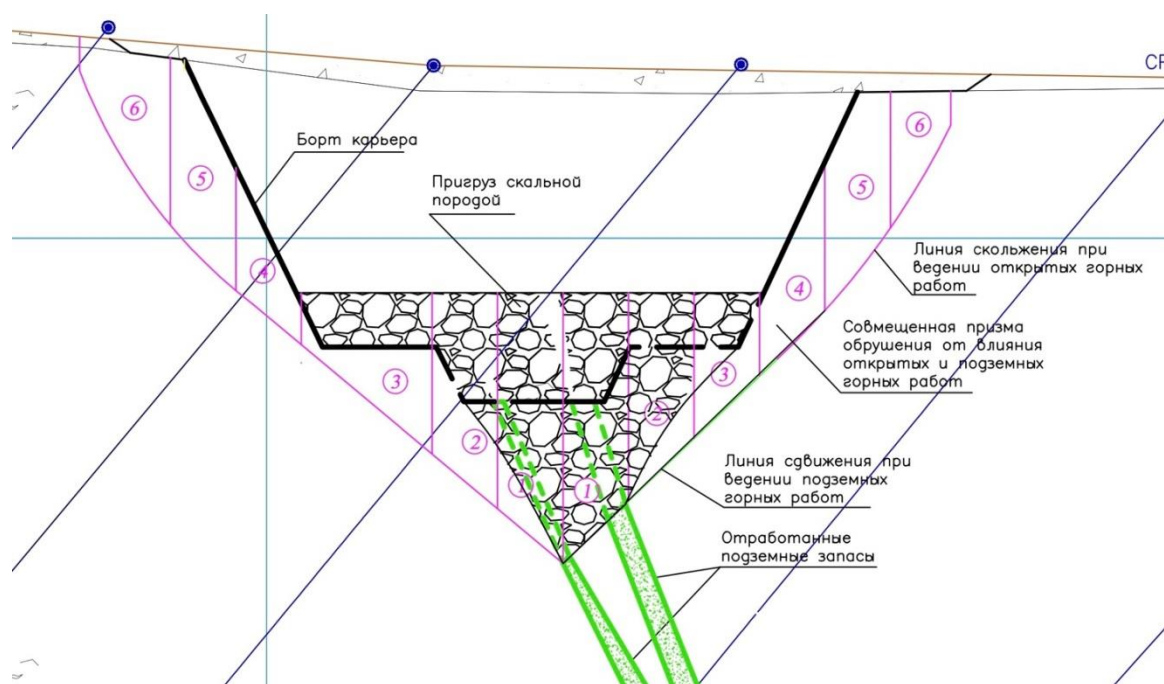 СР
6
6
Борт карьера
5
Пригруз скальной
породой
5
Линия скольжения при
ведении открытых горных
работ
4
4
Совмещенная призма
обрушения от влияния
открытых и подземных
горных работ
3
3
2
2
Линия сдвижения при
ведении подземных
горных работ
1
1
Отработанные
подземные запасы